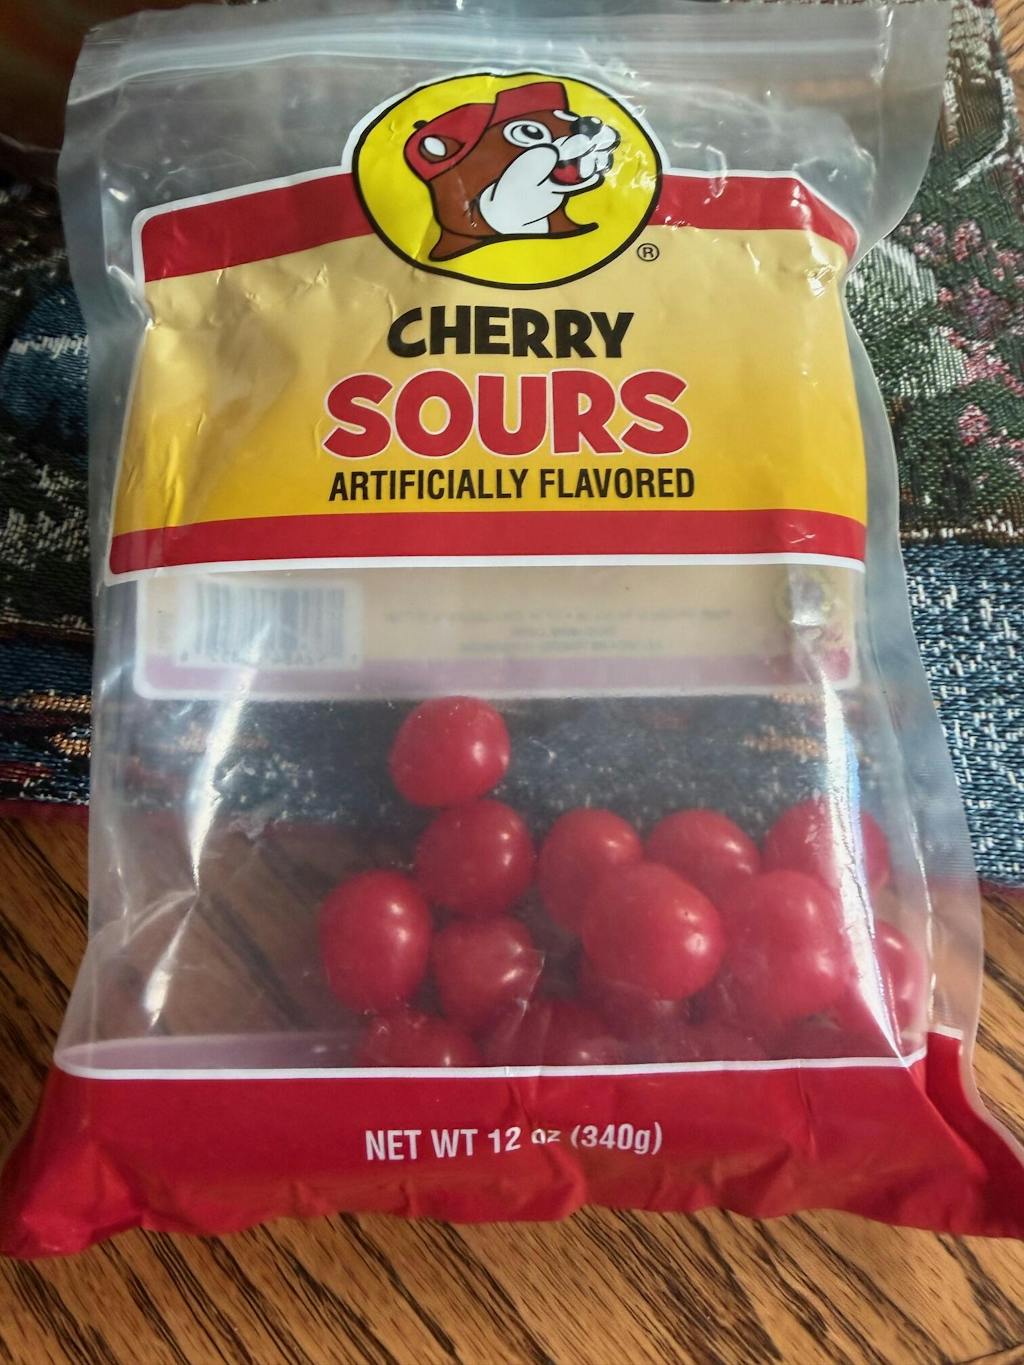 ®
CHERRY
SOURS
ARTIFICIALLY FLAVORED
NET WT 12 oz (340g)